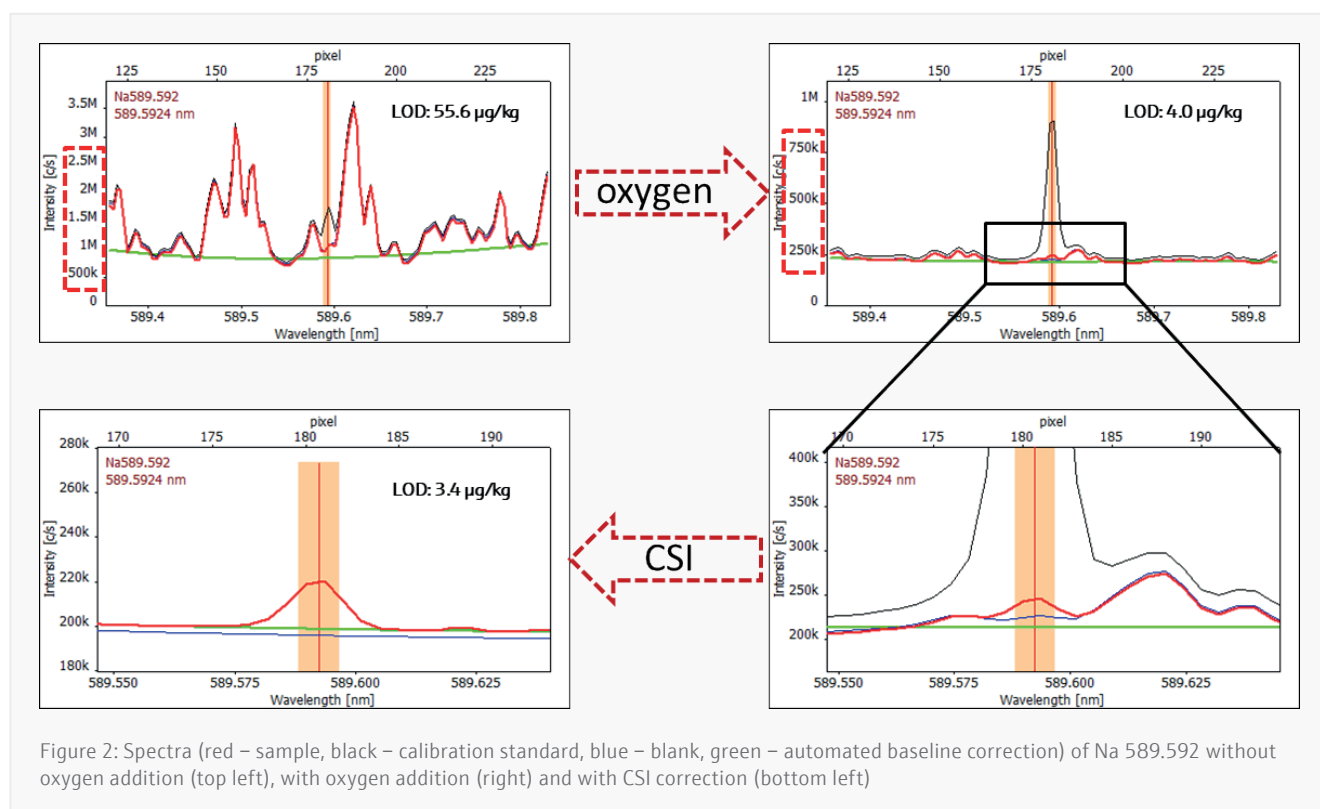 pixel
125 150 175 200 225
Na589.592
589.5924 nm
LOD: 55.6 µg/kg
3.5M
3M
2.5M
2M
1.5M
1M
500k
0
Intensity [c/s]
589.4 589.5 589.6 589.7 589.8
Wavelength [nm]
oxygen
pixel
125 150 175 200 225
Na589.592
589.5924 nm
LOD: 4.0 µg/kg
1M
750k
500k
250k
0
Intensity [c/s]
589.4 589.5 589.6 589.7 589.8
Wavelength [nm]
pixel
170 175 180 185 190
Na589.592
589.5924 nm
LOD: 3.4 µg/kg
280k
260k
240k
220k
200k
180k
Intensity [c/s]
589.550 589.575 589.600 589.625
Wavelength [nm]
CSI
pixel
170 175 180 185 190
Na589.592
589.5924 nm
400k
350k
300k
250k
200k
Intensity [c/s]
589.550 589.575 589.600 589.625
Wavelength [nm]
Figure 2: Spectra (red – sample, black – calibration standard, blue – blank, green – automated baseline correction) of Na 589.592 without
oxygen addition (top left), with oxygen addition (right) and with CSI correction (bottom left)